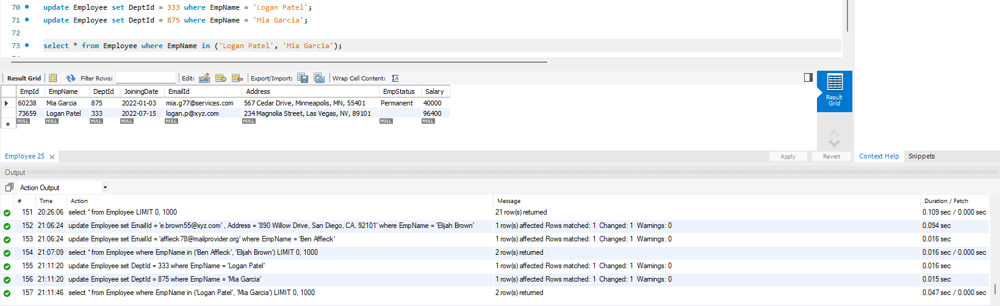 70 update Employee set DeptId = 333 where EmpName = 'Logan Patel';
71 update Employee set DeptId = 875 where EmpName = 'Mia Garcia';
72
73 select * from Employee where EmpName in ('Logan Patel', 'Mia Garcia');
Result Grid Filter Rows: Edit: Export/Import: Wrap Cell Content:
EmpId EmpName DeptId JoiningDate EmailId Address EmpStatus Salary
60238 Mia Garcia 875 2022-01-03 mia.g77@services.com 567 Cedar Drive, Minneapolis, MN, 55401 Permanent 40000
73659 Logan Patel 333 2022-07-15 logan.p@xyz.com 234 Magnolia Street, Las Vegas, NV, 89101 96400
NULL NULL NULL NULL NULL NULL NULL NULL
Result
Grid
Employee 25 Apply Revert Context Help Snippets
Output
Action Output
# Time Action Message Duration / Fetch
151 20:26:06 select * from Employee LIMIT 0, 1000 21 row(s) returned 0.109 sec / 0.000 sec
152 21:06:24 update Employee set EmailId = 'e.brown55@xyz.com' , Address = '890 Willow Drive, San Diego, CA, 92101' where EmpName = 'Elijah Brown' 1 row(s) affected Rows matched: 1 Changed: 1 Warnings: 0 0.094 sec
153 21:06:24 update Employee set EmailId = 'affleck78@mailprovider.org' where EmpName = 'Ben Affleck' 1 row(s) affected Rows matched: 1 Changed: 1 Warnings: 0 0.016 sec
154 21:07:09 select * from Employee where EmpName in ('Ben Affleck', 'Elijah Brown') LIMIT 0, 1000 2 row(s) returned 0.016 sec / 0.000 sec
155 21:11:20 update Employee set DeptId = 333 where EmpName = 'Logan Patel' 1 row(s) affected Rows matched: 1 Changed: 1 Warnings: 0 0.016 sec
156 21:11:20 update Employee set DeptId = 875 where EmpName = 'Mia Garcia' 1 row(s) affected Rows matched: 1 Changed: 1 Warnings: 0 0.015 sec
157 21:11:46 select * from Employee where EmpName in ('Logan Patel', 'Mia Garcia') LIMIT 0, 1000 2 row(s) returned 0.047 sec / 0.000 sec